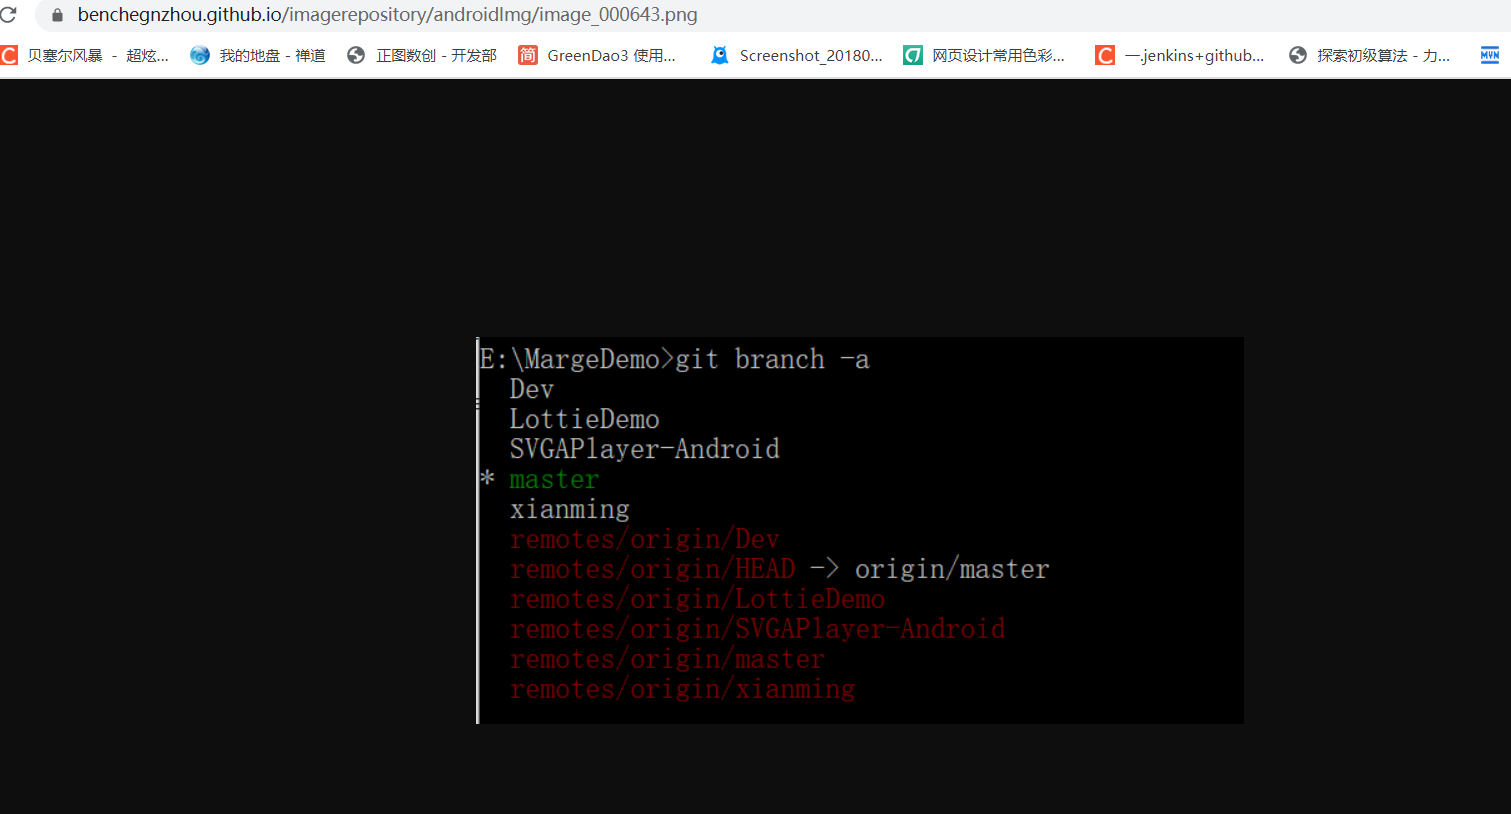 benchegnzhou.github.io/imagerepository/androidImg/image_000643.png
贝塞尔风暴 - 超炫... 我的地盘 - 禅道 正图数创 - 开发部 简 GreenDao3 使用... Screenshot_20180... 网页设计常用色彩... 一.jenkins+github... 探索初级算法 - 力... MVN
E:\MargeDemo>git branch -a
Dev
LottieDemo
SVGAPlayer-Android
* master
xianming
remotes/origin/Dev
remotes/origin/HEAD -> origin/master
remotes/origin/LottieDemo
remotes/origin/SVGAPlayer-Android
remotes/origin/master
remotes/origin/xianming